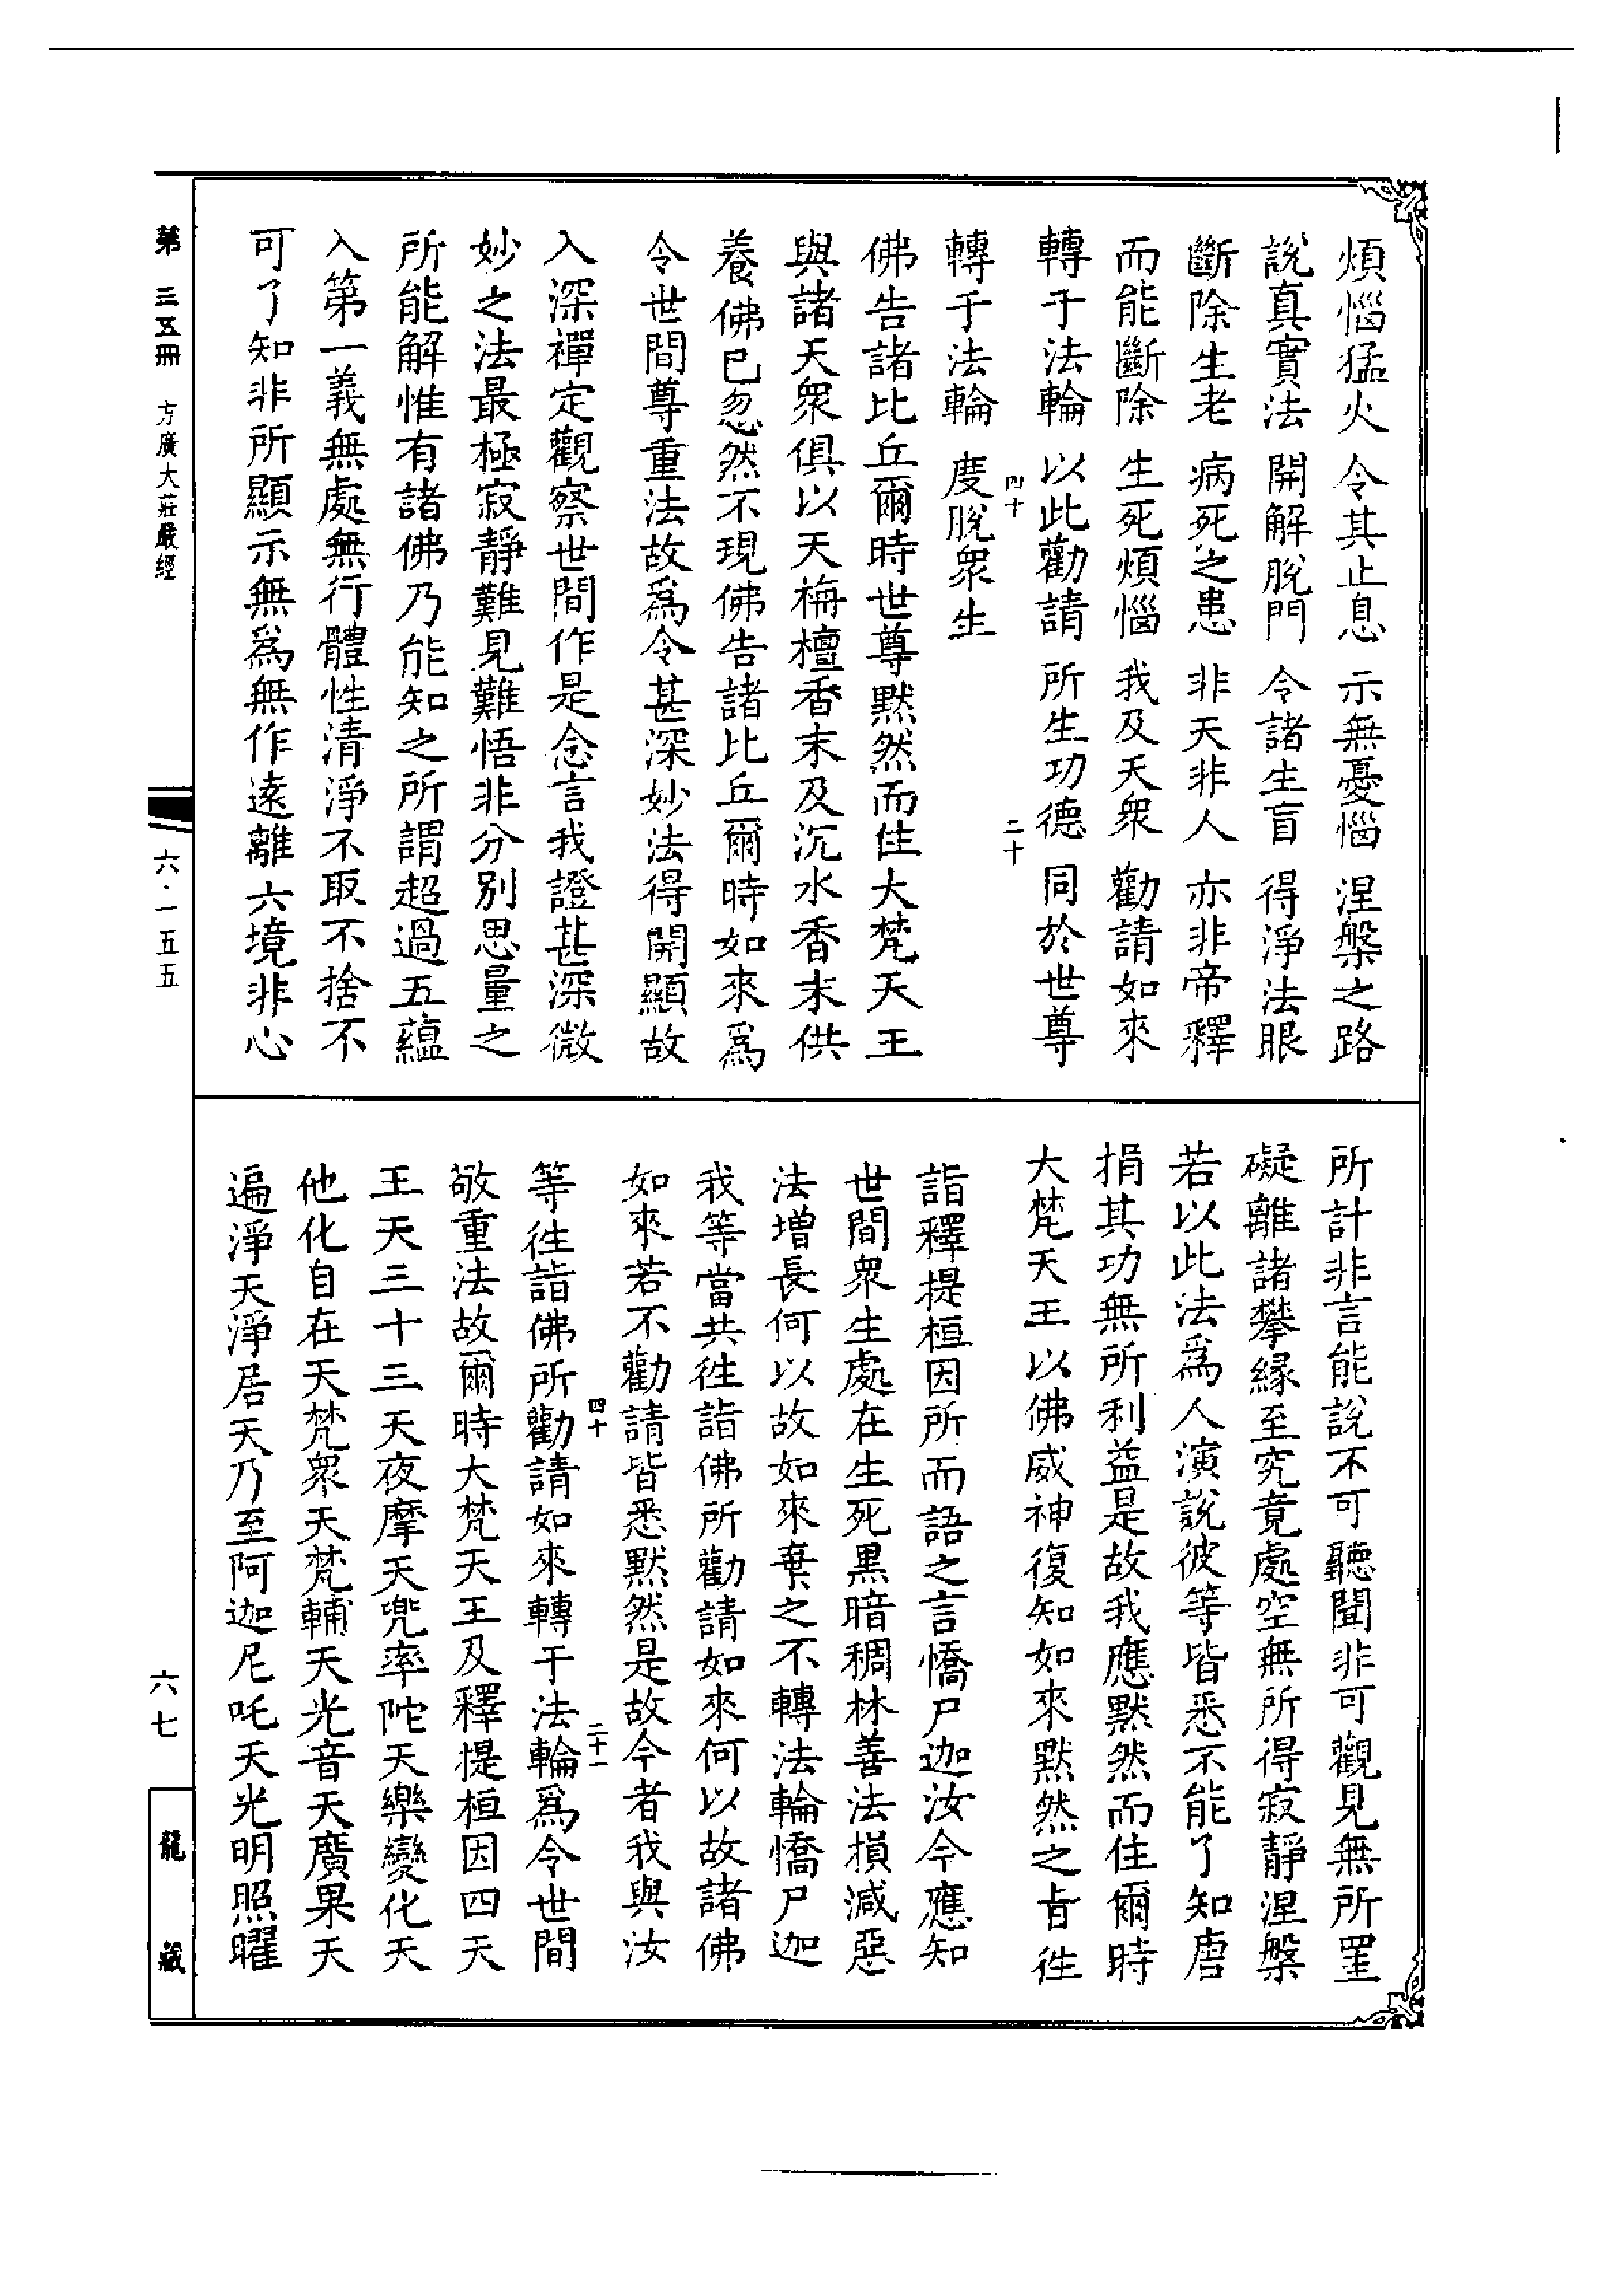 煩惱猛火　令其止息　示無憂惱　涅槃之路
說真實法　開解脫門　令諸生盲　得淨法眼
斷除生老　病死之患　非天非人　亦非帝釋
而能斷除　生死煩惱　我及天衆　勸請如來
轉于法輪　以此勸請　所生功德　同於世尊
四十　二十
轉于法輪　度脫衆生
佛告諸比丘爾時世尊默然而住大梵天王
與諸天衆俱以天栴檀香末及沉水香末供
養佛已忽然不現佛告諸比丘爾時如來爲
令世間尊重法故爲令甚深妙法得開顯故
入深禪定觀察世間作是念言我證甚深微
妙之法最極寂靜難見難悟非分別思量之
所能解惟有諸佛乃能知之所謂超過五蘊
入第一義無處無行體性清淨不取不捨不
可了知非所顯示無爲無作遠離六境非心
所計非言能說不可聽聞非可觀見無所罣
礙離諸攀緣至究竟處空無所得寂靜涅槃
若以此法爲人演說彼等皆悉不能了知唐
捐其功無所利益是故我應默然而住爾時
大梵天王以佛威神復知如來默然之旨徃
詣釋提桓因所而語之言憍尸迦汝今應知
世間衆生處在生死黑暗稠林善法損減惡
法增長何以故如來棄之不轉法輪憍尸迦
我等當共徃詣佛所勸請如來何以故諸佛
如來若不勸請皆悉默然是故今者我與汝
四十　二十一
等徃詣佛所勸請如來轉于法輪爲令世間
敬重法故爾時大梵天王及釋提桓因四天
王天三十三天夜摩天兜率陀天樂變化天
他化自在天梵衆天梵輔天光音天廣果天
遍淨天淨居天乃至阿迦尼吒天光明照曜
第三五冊　方廣大莊嚴經
六·一五五
六七
龍藏